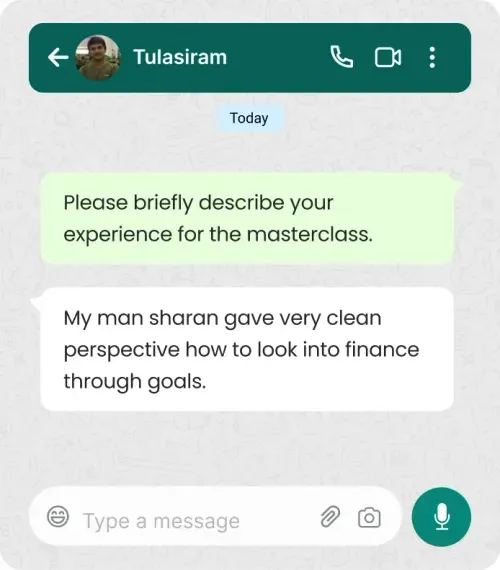 Tulasiram
Today
Please briefly describe your
experience for the masterclass.
My man sharan gave very clean
perspective how to look into finance
through goals.
Type a message